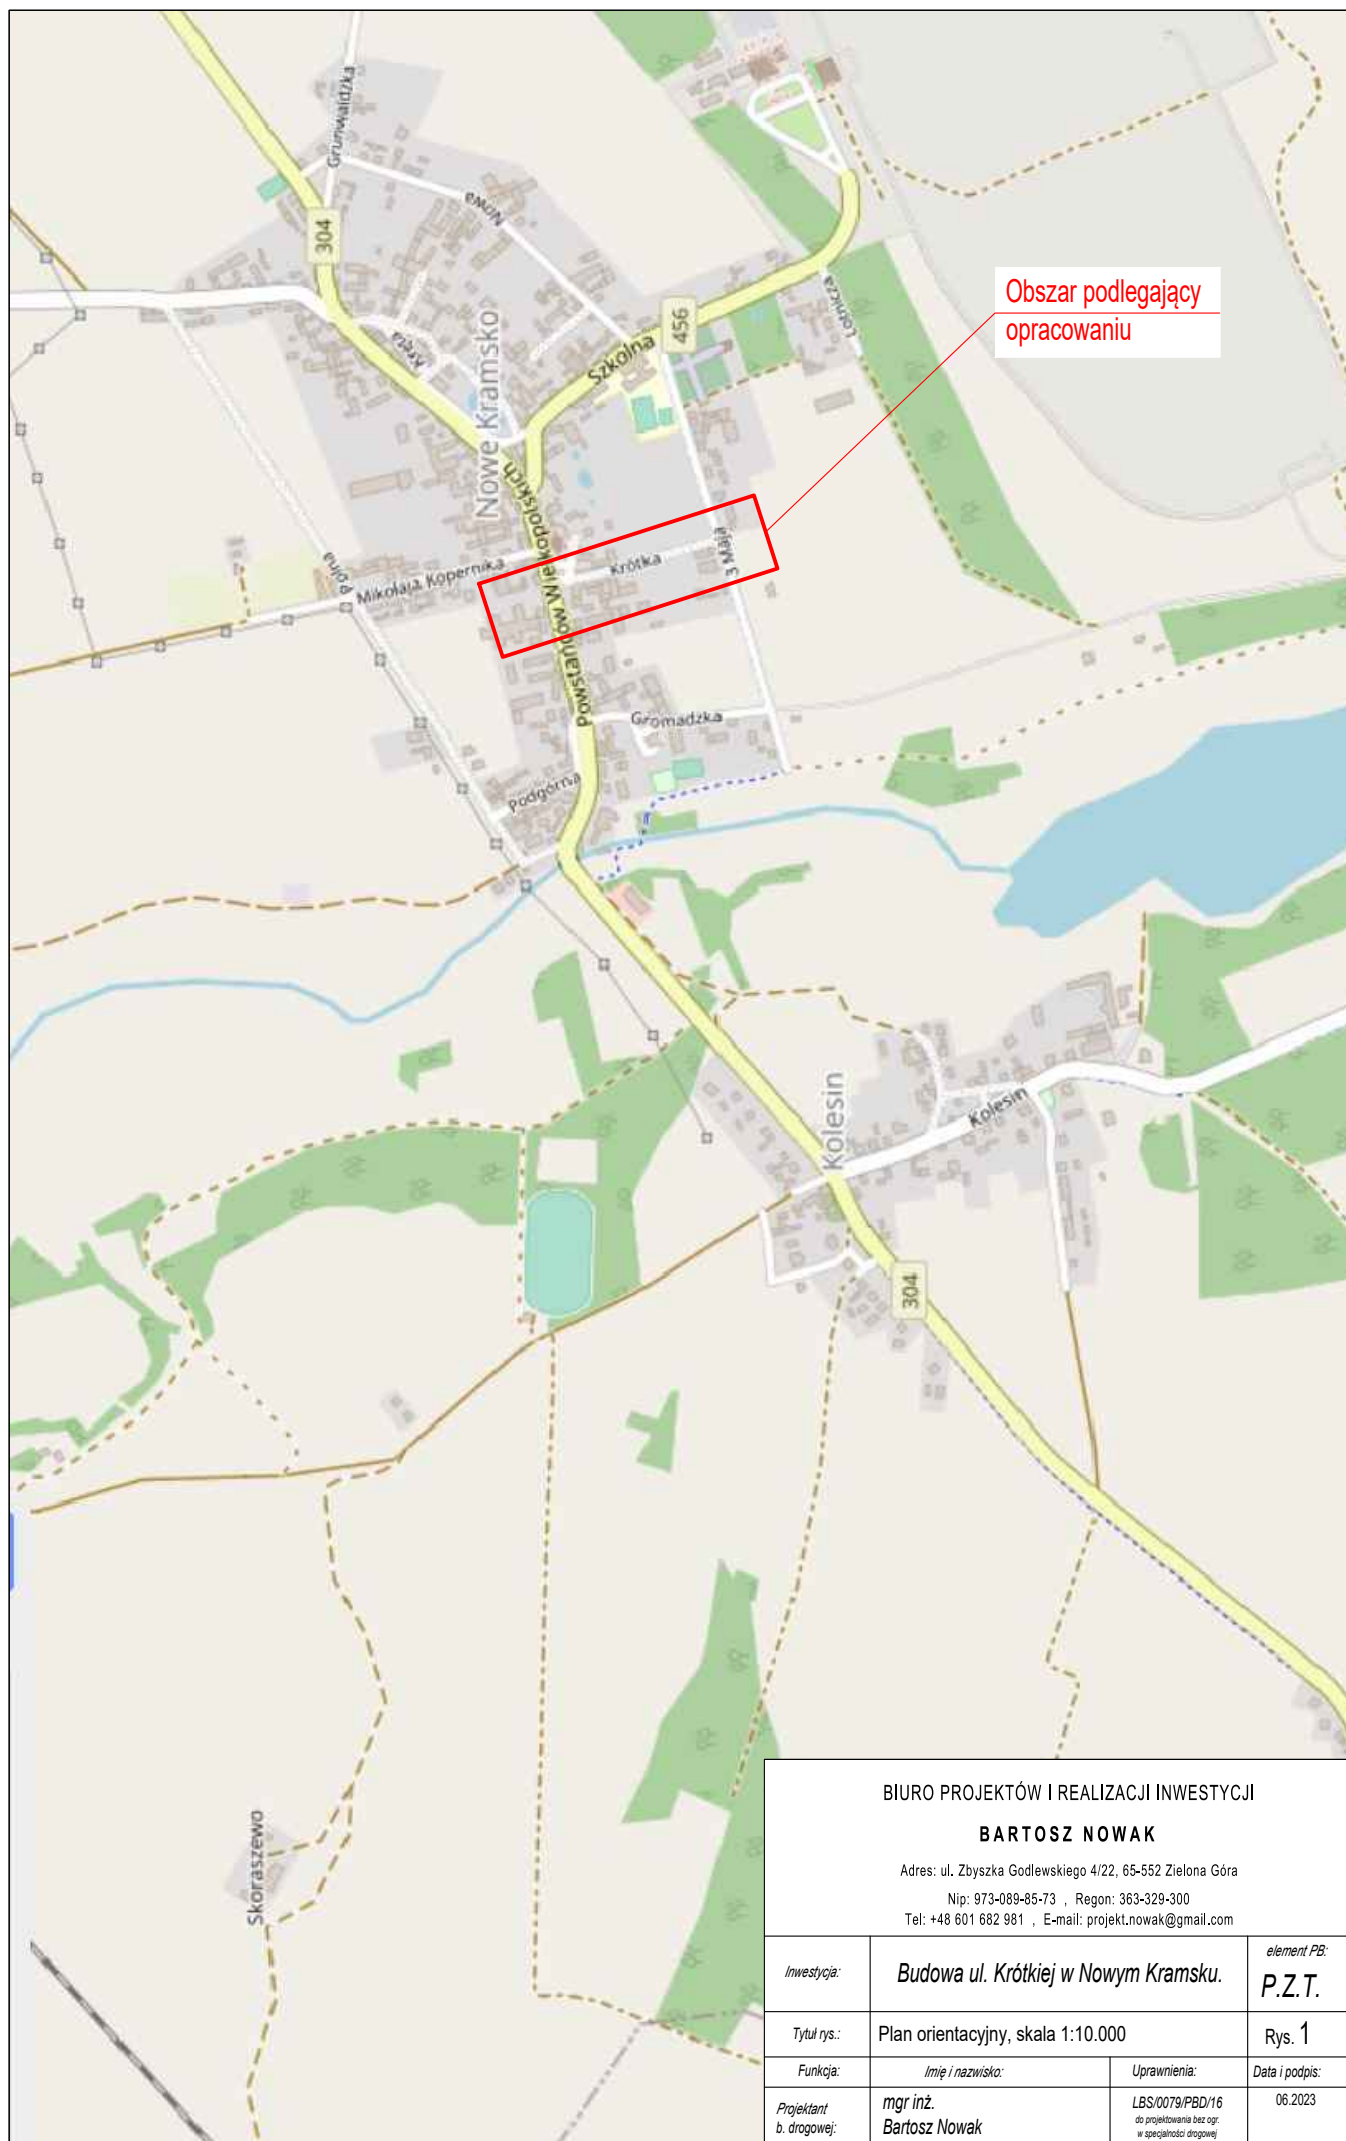 Grunwaldzka
304
Nowa
Kręta
Nowe Kramsko
Szkolna
456
Lotnicza
Obszar podlegający
opracowaniu
Polna
Mikołaja Kopernika
Powstańców Wielkopolskich
Krótka
3 Maja
Gromadzka
Podgórna
Kolesin
Kolesin
304
Skoraszewo
BIURO PROJEKTÓW I REALIZACJI INWESTYCJI
BARTOSZ NOWAK
Adres: ul. Zbyszka Godlewskiego 4/22, 65-552 Zielona Góra
Nip: 973-089-85-73 , Regon: 363-329-300
Tel: +48 601 682 981 , E-mail: projekt.nowak@gmail.com
Inwestycja:
Budowa ul. Krótkiej w Nowym Kramsku.
element PB:
P.Z.T.
Tytuł rys.:
Plan orientacyjny, skala 1:10.000
Rys. 1
Funkcja:
Imię i nazwisko:
Uprawnienia:
Data i podpis:
Projektant
b. drogowej:
mgr inż.
Bartosz Nowak
LBS/0079/PBD/16
do projektowania bez ogr.
w specjalności drogowej
06.2023